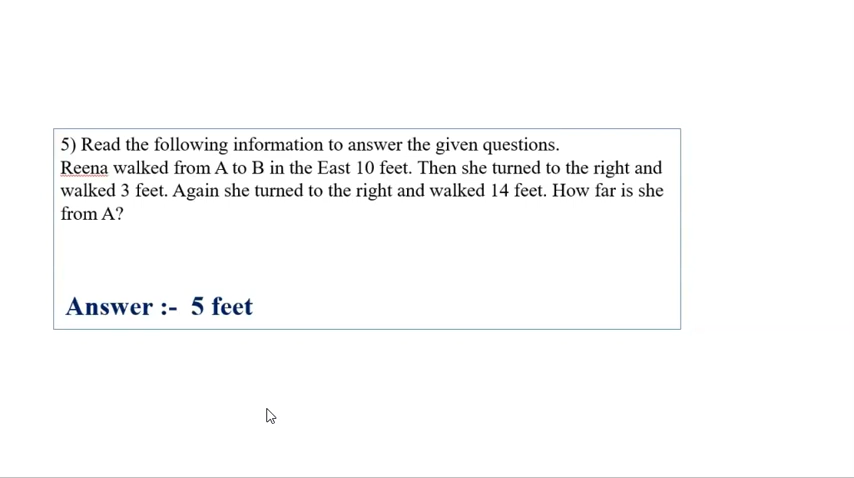 5) Read the following information to answer the given questions.
Reena walked from A to B in the East 10 feet. Then she turned to the right and
walked 3 feet. Again she turned to the right and walked 14 feet. How far is she
from A?
Answer :- 5 feet